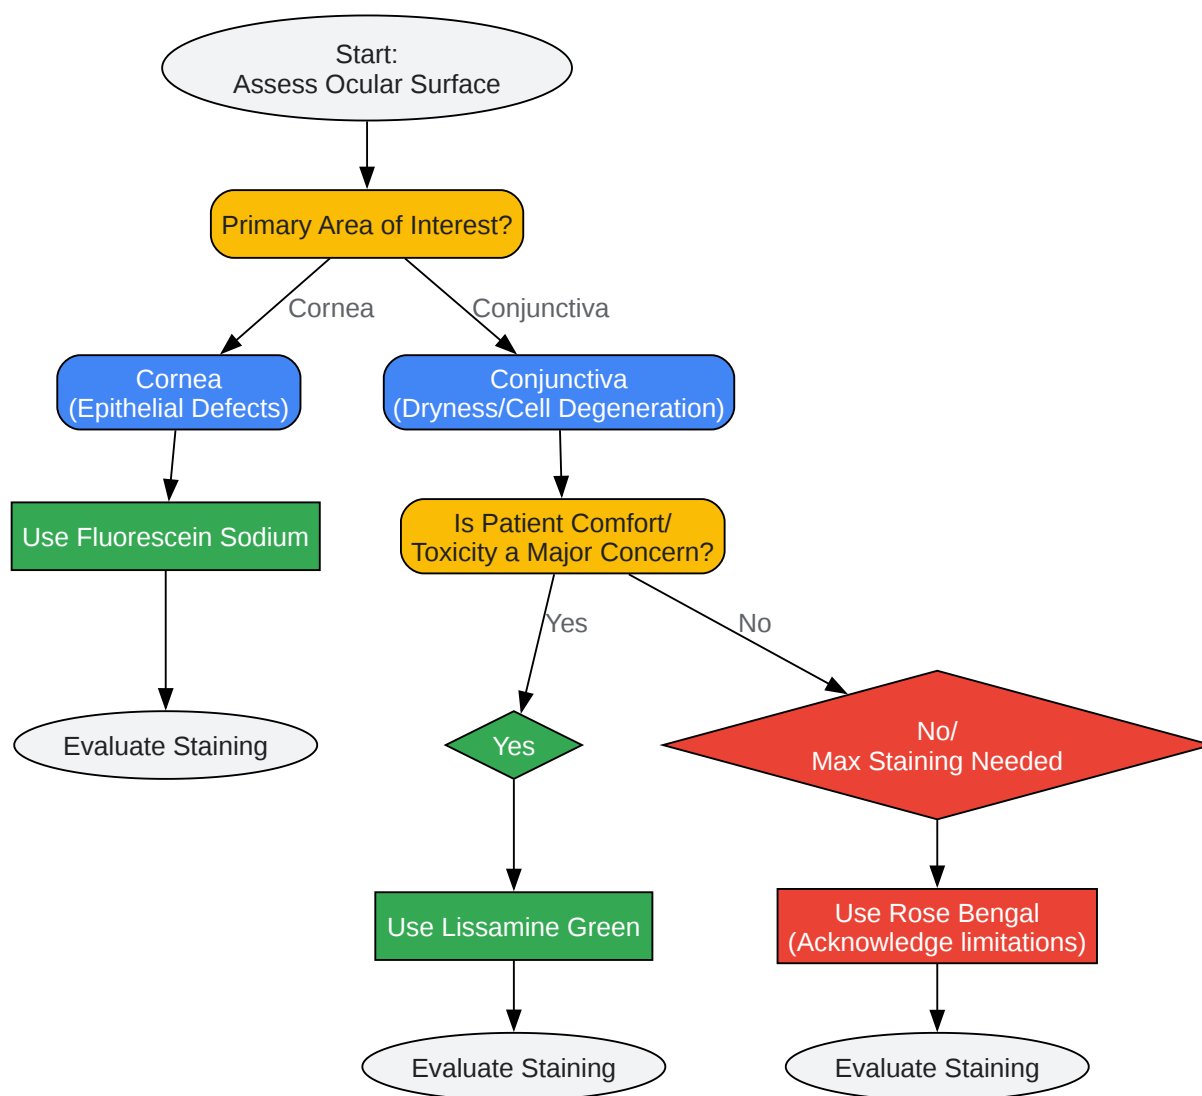 Start:
Assess Ocular Surface
Primary Area of Interest?
Cornea
Conjunctiva
Cornea
(Epithelial Defects)
Conjunctiva
(Dryness/Cell Degeneration)
Use Fluorescein Sodium
Is Patient Comfort/
Toxicity a Major Concern?
Yes
No
Evaluate Staining
Yes
No/
Max Staining Needed
Use Lissamine Green
Use Rose Bengal
(Acknowledge limitations)
Evaluate Staining
Evaluate Staining